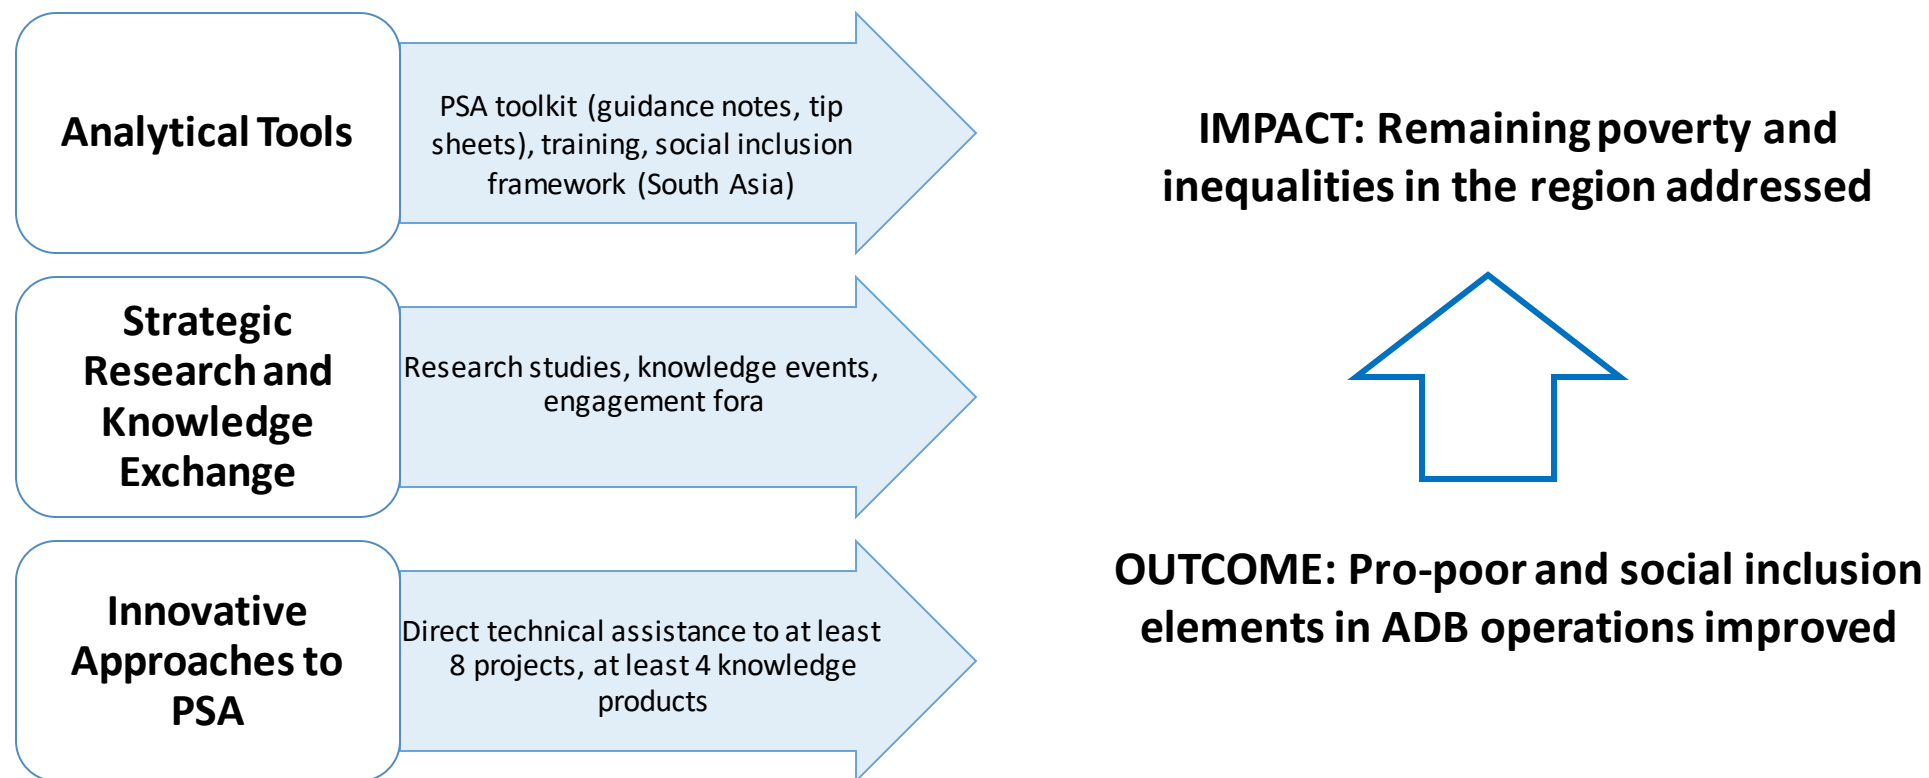 Analytical Tools
PSA toolkit (guidance notes, tip
sheets), training, social inclusion
framework (South Asia)
Strategic
Research and
Knowledge
Exchange
Research studies, knowledge events,
engagement fora
Innovative
Approaches to
PSA
Direct technical assistance to at least
8 projects, at least 4 knowledge
products
IMPACT: Remaining poverty and
inequalities in the region addressed
OUTCOME: Pro-poor and social inclusion
elements in ADB operations improved